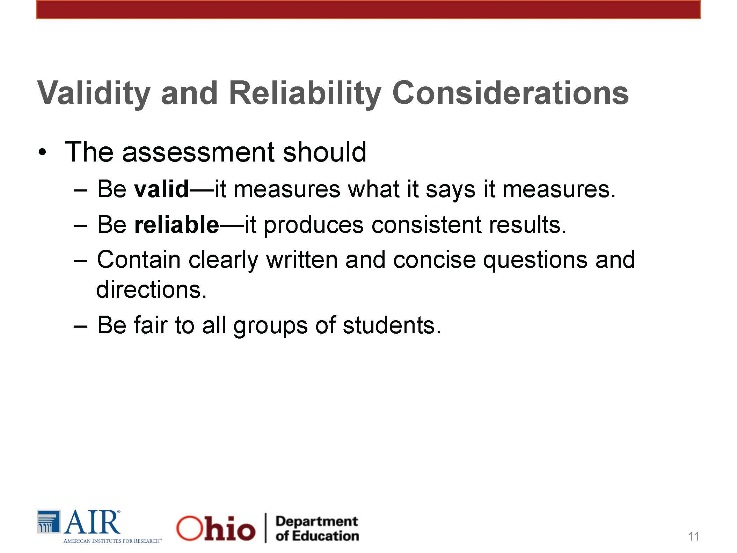 Validity and Reliability Considerations
• The assessment should
– Be valid—it measures what it says it measures.
– Be reliable—it produces consistent results.
– Contain clearly written and concise questions and
directions.
– Be fair to all groups of students.
AIR®
AMERICAN INSTITUTES FOR RESEARCH™
Ohio
Department
of Education
11